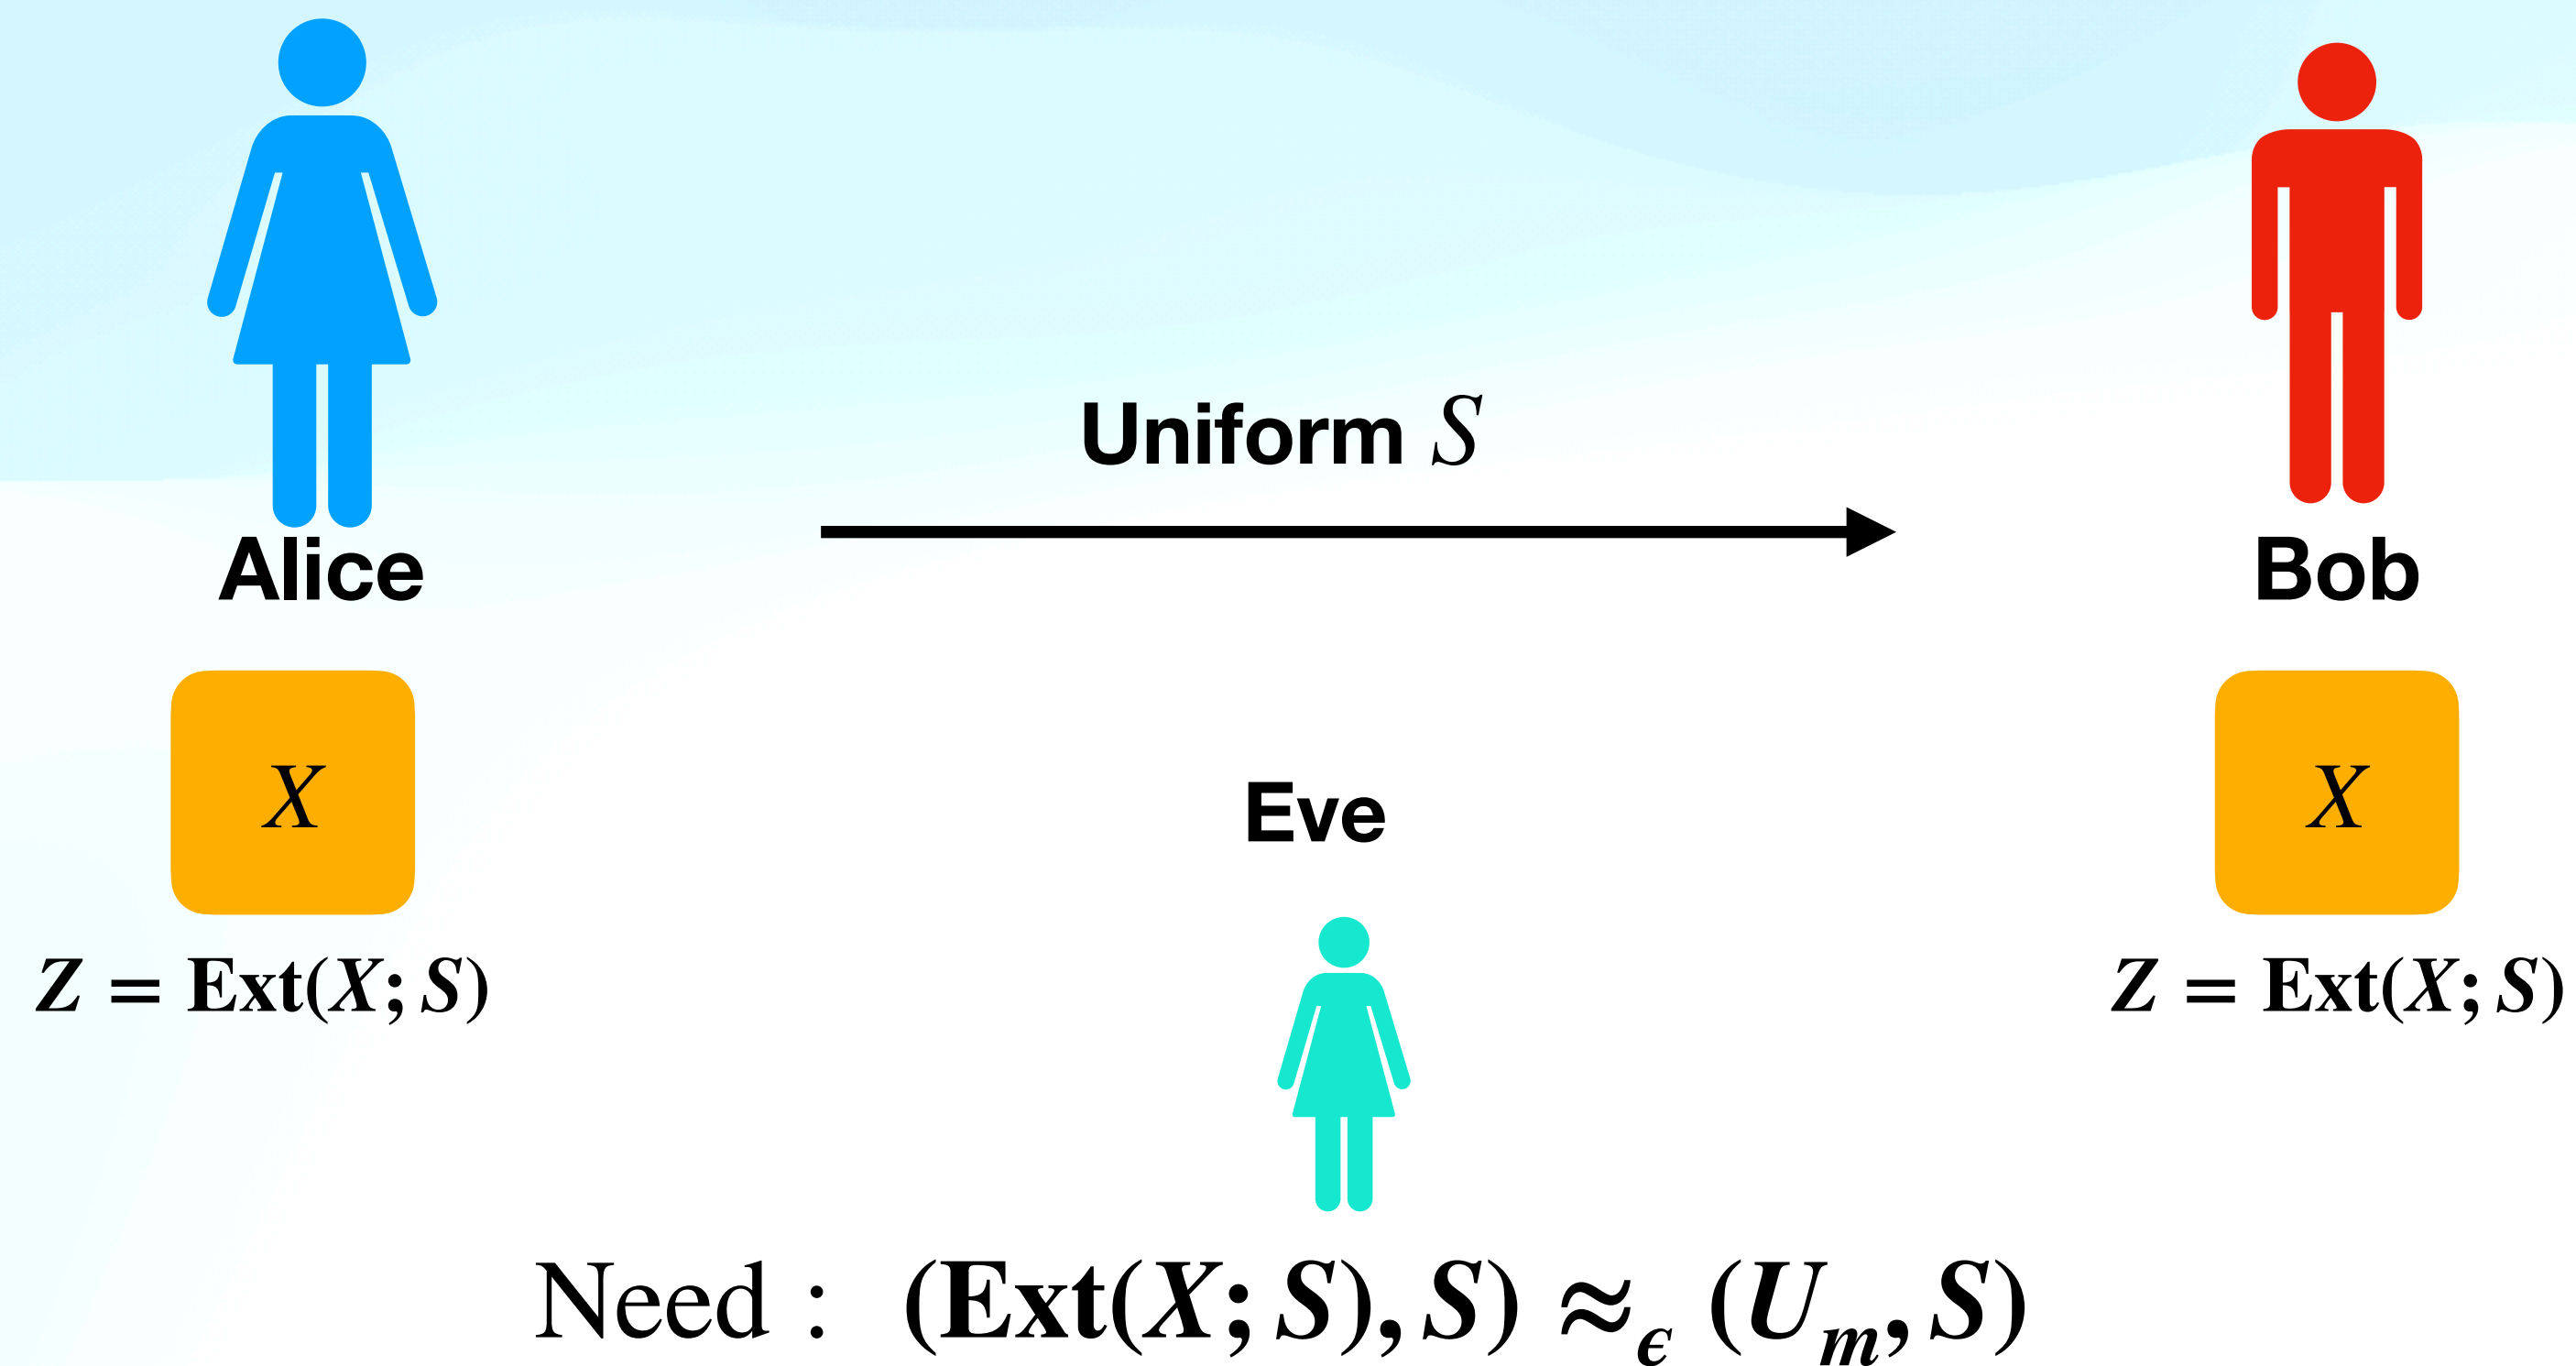 Uniform S
Alice
Bob
X
X
Eve
Z = Ext(X; S)
Z = Ext(X; S)
Need : (Ext(X; S), S) ≈ϵ (Um, S)